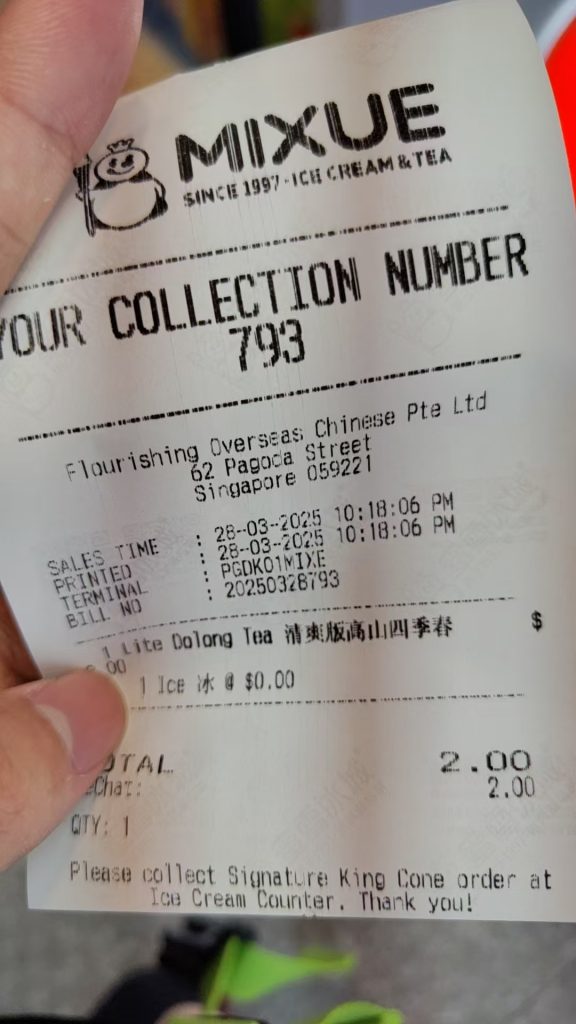 MIXUE
SINCE 1997-ICE CREAM & TEA
YOUR COLLECTION NUMBER
793
Flourishing Overseas Chinese Pte Ltd
62 Pagoda Street
Singapore 059221
SALES TIME : 28-03-2025 10:18:06 PM
PRINTED : 28-03-2025 10:18:06 PM
TERMINAL : PGDK01MIXE
BILL NO : 20250328793
1 Lite Oolong Tea 清爽版高山四季春 $
.00
1 Ice 冰 @ $0.00
OTAL 2.00
eChat: 2.00
QTY: 1
Please collect Signature King Cone order at
Ice Cream Counter. Thank you!